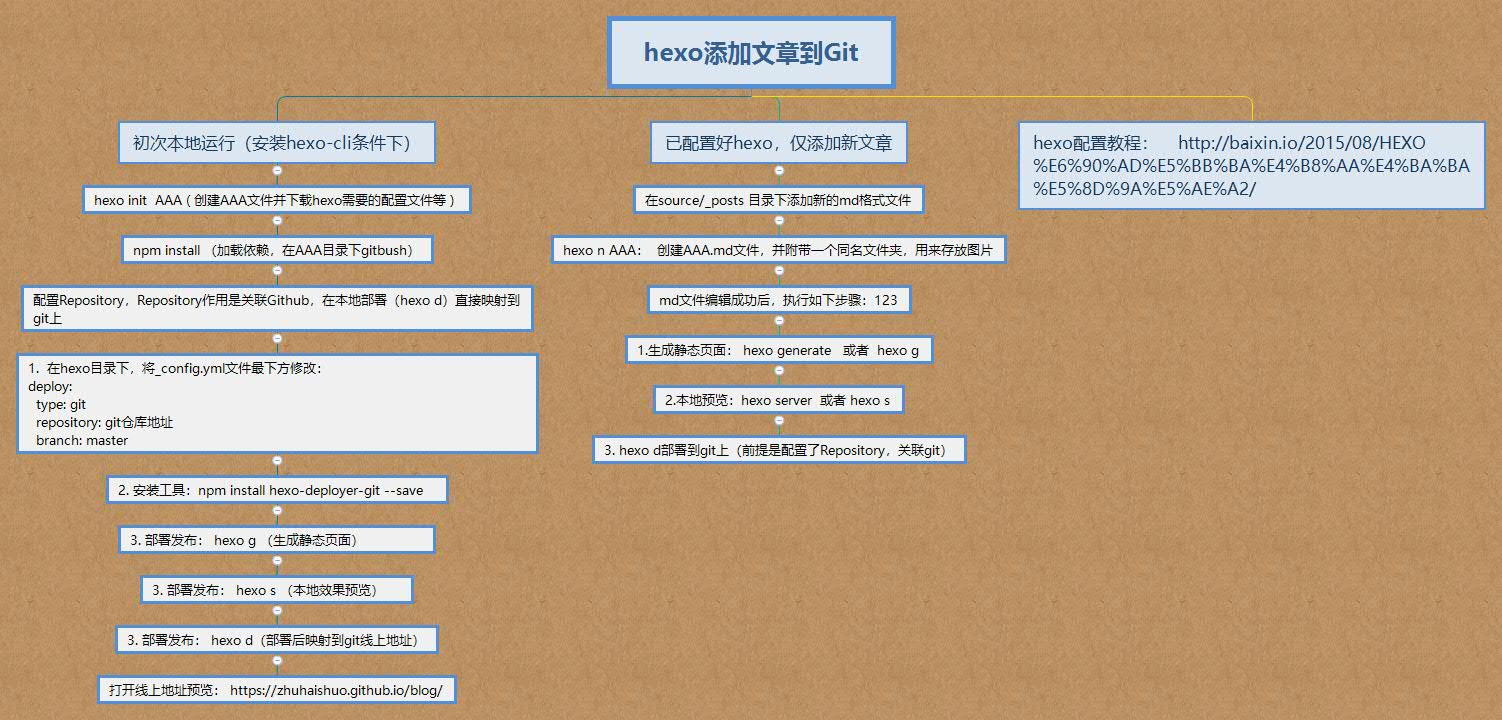 hexo添加文章到Git
初次本地运行（安装hexo-cli条件下）
hexo init  AAA ( 创建AAA文件并下载hexo需要的配置文件等 )
npm install （加载依赖，在AAA目录下gitbush）
配置Repository，Repository作用是关联Github，在本地部署（hexo d）直接映射到
git上
1.  在hexo目录下，将_config.yml文件最下方修改：
deploy:
  type: git
  repository: git仓库地址
  branch: master
2. 安装工具：npm install hexo-deployer-git --save
3. 部署发布： hexo g （生成静态页面）
3. 部署发布： hexo s （本地效果预览）
3. 部署发布： hexo d（部署后映射到git线上地址）
打开线上地址预览： https://zhuhaishuo.github.io/blog/
已配置好hexo，仅添加新文章
在source/_posts 目录下添加新的md格式文件
hexo n AAA：  创建AAA.md文件，并附带一个同名文件夹，用来存放图片
md文件编辑成功后，执行如下步骤：123
1.生成静态页面： hexo generate   或者  hexo g
2.本地预览：hexo server  或者 hexo s
3. hexo d部署到git上（前提是配置了Repository，关联git）
hexo配置教程：    http://baixin.io/2015/08/HEXO
%E6%90%AD%E5%BB%BA%E4%B8%AA%E4%BA%BA
%E5%8D%9A%E5%AE%A2/